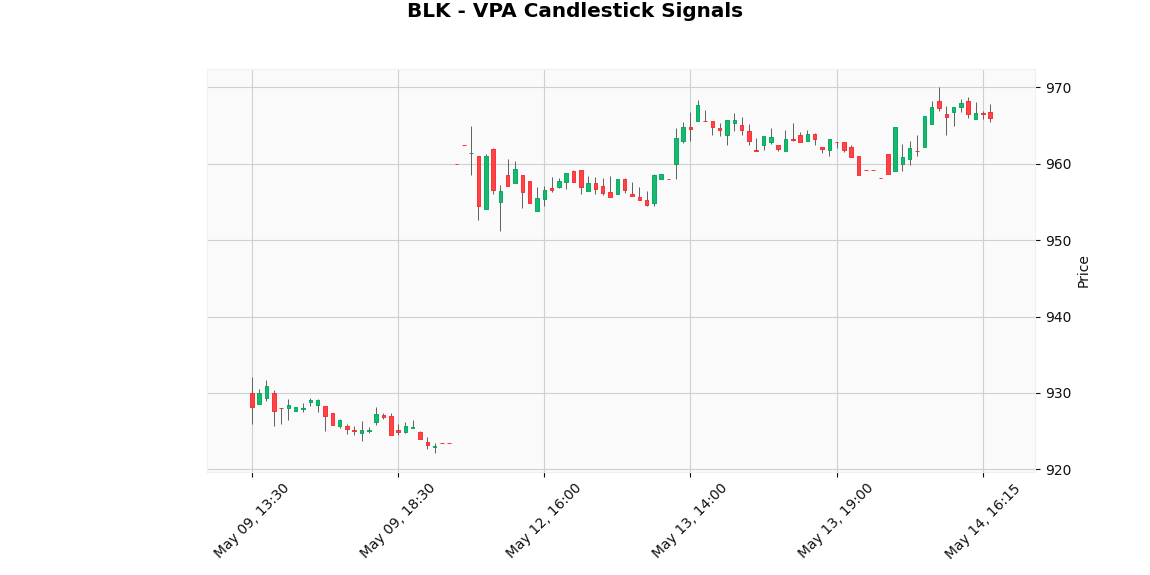 BLK - VPA Candlestick Signals
970
960
950
940
930
920
Price
May 09, 13:30
May 09, 18:30
May 12, 16:00
May 13, 14:00
May 13, 19:00
May 14, 16:15